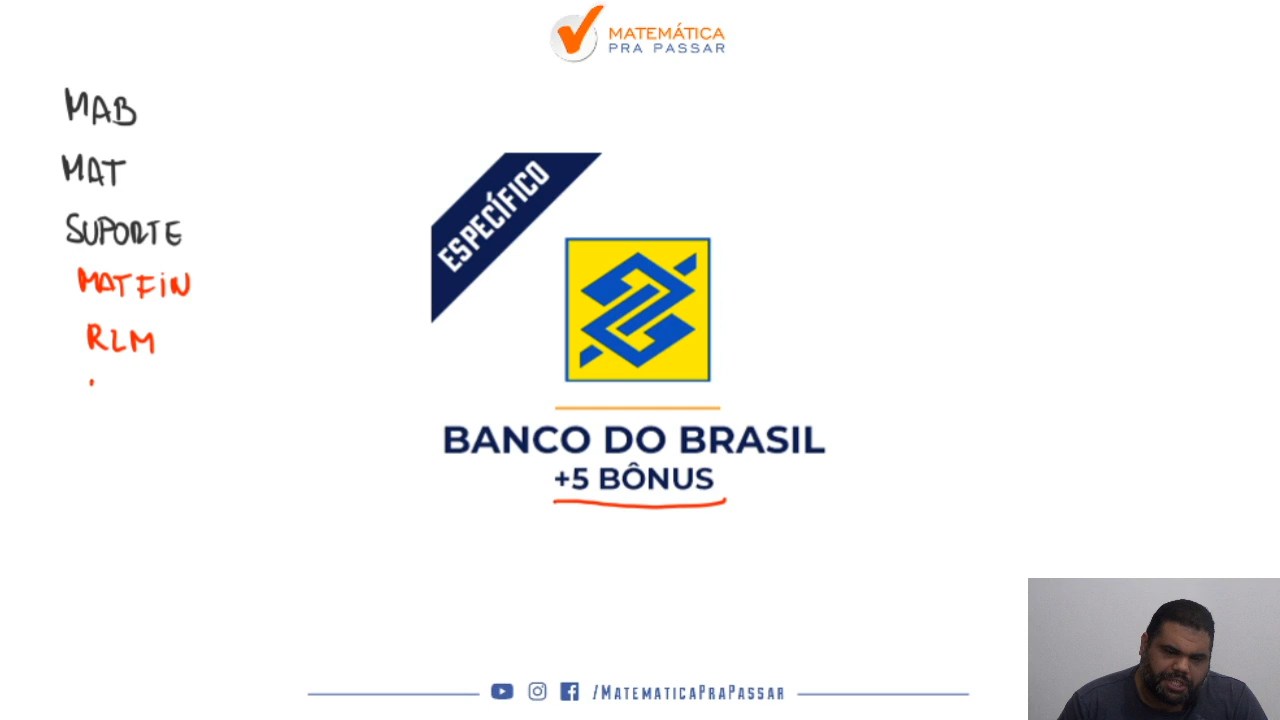 MATEMÁTICA
PRA PASSAR
MAB
MAT
SUPORTE
MATFIN
RLM
ESPECÍFICO
BANCO DO BRASIL
+5 BÔNUS
/MATEMATICAPRAPASSAR